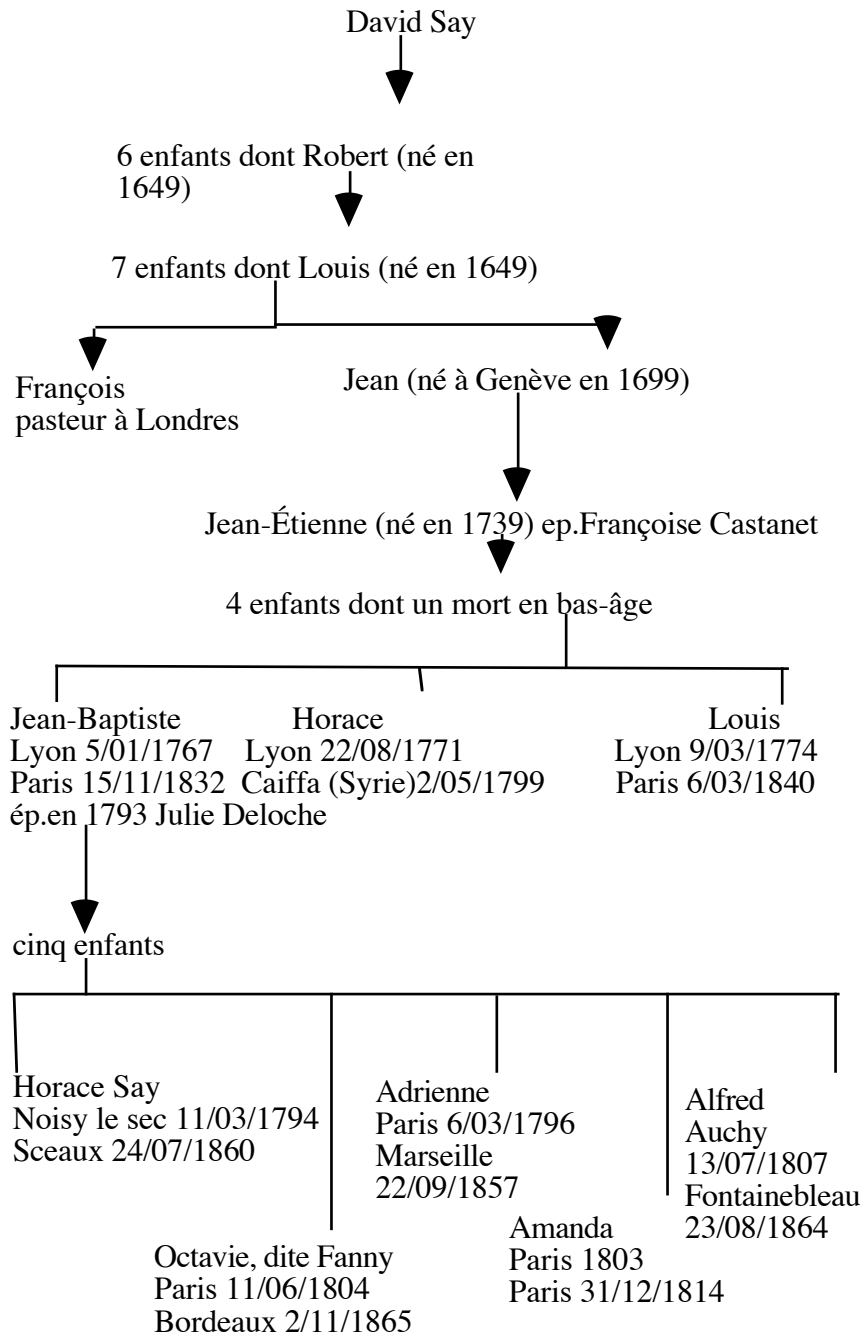 David Say
6 enfants dont Robert (né en
1649)
7 enfants dont Louis (né en 1649)
François
pasteur à Londres
Jean (né à Genève en 1699)
Jean-Étienne (né en 1739) ep.Françoise Castanet
4 enfants dont un mort en bas-âge
Jean-Baptiste
Lyon 5/01/1767
Paris 15/11/1832
ép.en 1793 Julie Deloche
Horace
Lyon 22/08/1771
Caiffa (Syrie)2/05/1799
Louis
Lyon 9/03/1774
Paris 6/03/1840
cinq enfants
Horace Say
Noisy le sec 11/03/1794
Sceaux 24/07/1860
Octavie, dite Fanny
Paris 11/06/1804
Bordeaux 2/11/1865
Adrienne
Paris 6/03/1796
Marseille
22/09/1857
Amanda
Paris 1803
Paris 31/12/1814
Alfred
Auchy
13/07/1807
Fontainebleau
23/08/1864